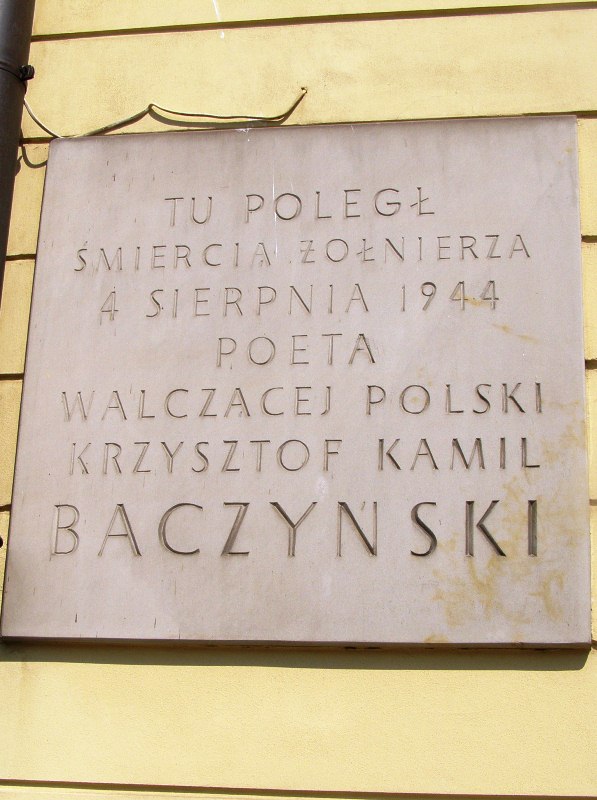 TU POLEGŁ
ŚMIERCIĄ ŻOŁNIERZA
4 SIERPNIA 1944
POETA
WALCZĄCEJ POLSKI
KRZYSZTOF KAMIL
BACZYŃSKI